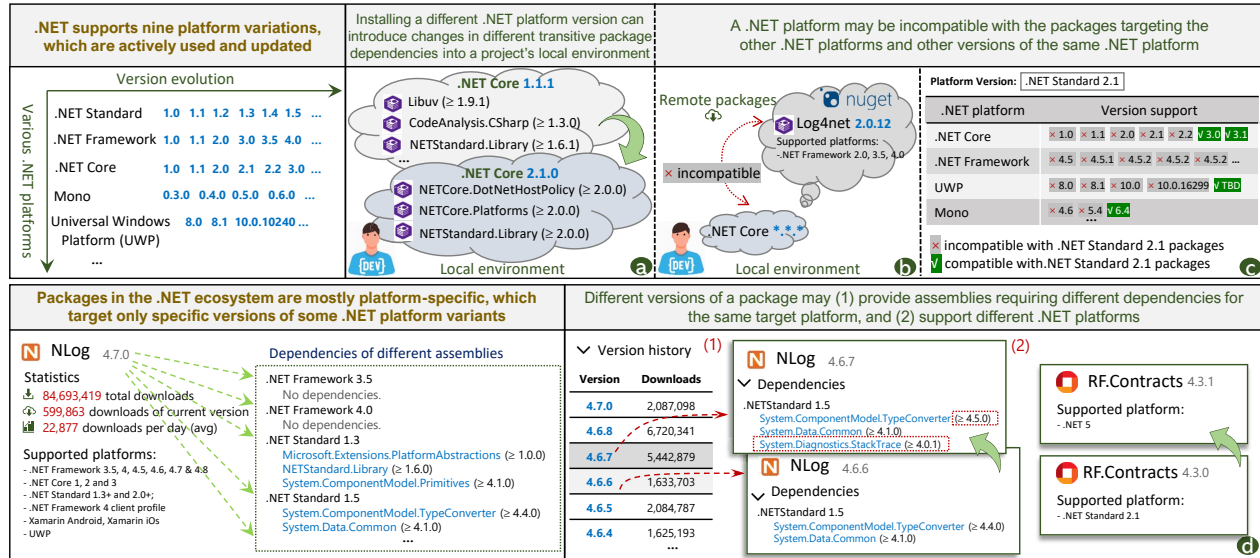 .NET supports nine platform variations,
which are actively used and updated
Version evolution
Various .NET platforms
.NET Standard 1.0 1.1 1.2 1.3 1.4 1.5 ...
.NET Framework 1.0 1.1 2.0 3.0 3.5 4.0 ...
.NET Core 1.0 1.1 2.0 2.1 2.2 3.0 ...
Mono 0.3.0 0.4.0 0.5.0 0.6.0 ...
Universal Windows
Platform (UWP) 8.0 8.1 10.0.10240 ...
...
Installing a different .NET platform version can
introduce changes in different transitive package
dependencies into a project's local environment
.NET Core 1.1.1
Libuv (≥ 1.9.1)
CodeAnalysis.CSharp (≥ 1.3.0)
NETStandard.Library (≥ 1.6.1)
...
.NET Core 2.1.0
NETCore.DotNetHostPolicy (≥ 2.0.0)
NETCore.Platforms (≥ 2.0.0)
NETStandard.Library (≥ 2.0.0)
{DEV}
Local environment
a
A .NET platform may be incompatible with the packages targeting the
other .NET platforms and other versions of the same .NET platform
Remote packages
nuget
Log4net 2.0.12
Supported platforms:
-.NET Framework 2.0, 3.5, 4.0
× incompatible
.NET Core *.*.*
{DEV}
Local environment
b
Platform Version: .NET Standard 2.1
.NET platform Version support
.NET Core × 1.0 × 1.1 × 2.0 × 2.1 × 2.2 √ 3.0 √ 3.1
.NET Framework × 4.5 × 4.5.1 × 4.5.2 × 4.5.2 × 4.5.2 ...
UWP × 8.0 × 8.1 × 10.0 × 10.0.16299 √ TBD
Mono × 4.6 × 5.4 √ 6.4
...
× incompatible with .NET Standard 2.1 packages
√ compatible with.NET Standard 2.1 packages
c
Packages in the .NET ecosystem are mostly platform-specific, which
target only specific versions of some .NET platform variants
NLog 4.7.0
Statistics
84,693,419 total downloads
599,863 downloads of current version
22,877 downloads per day (avg)
Supported platforms:
- .NET Framework 3.5, 4, 4.5, 4.6, 4.7 & 4.8
- .NET Core 1, 2 and 3
- .NET Standard 1.3+ and 2.0+;
- .NET Framework 4 client profile
- Xamarin Android, Xamarin iOs
- UWP
Dependencies of different assemblies
.NET Framework 3.5
No dependencies.
.NET Framework 4.0
No dependencies.
.NET Standard 1.3
Microsoft.Extensions.PlatformAbstractions (≥ 1.0.0)
NETStandard.Library (≥ 1.6.0)
System.ComponentModel.Primitives (≥ 4.1.0)
.NET Standard 1.5
System.ComponentModel.TypeConverter (≥ 4.4.0)
System.Data.Common (≥ 4.1.0)
...
Different versions of a package may (1) provide assemblies requiring different dependencies for
the same target platform, and (2) support different .NET platforms
Version history
Version Downloads
4.7.0 2,087,098
4.6.8 6,720,341
4.6.7 5,442,879
4.6.6 1,633,703
4.6.5 2,084,787
4.6.4 1,625,193
...
(1)
NLog 4.6.7
Dependencies
.NETStandard 1.5
System.ComponentModel.TypeConverter (≥ 4.5.0)
System.Data.Common (≥ 4.1.0)
System.Diagnostics.StackTrace (≥ 4.0.1)
NLog 4.6.6
Dependencies
.NETStandard 1.5
System.ComponentModel.TypeConverter (≥ 4.4.0)
System.Data.Common (≥ 4.1.0)
(2)
RF.Contracts 4.3.1
Supported platform:
- .NET 5
RF.Contracts 4.3.0
Supported platform:
- .NET Standard 2.1
d